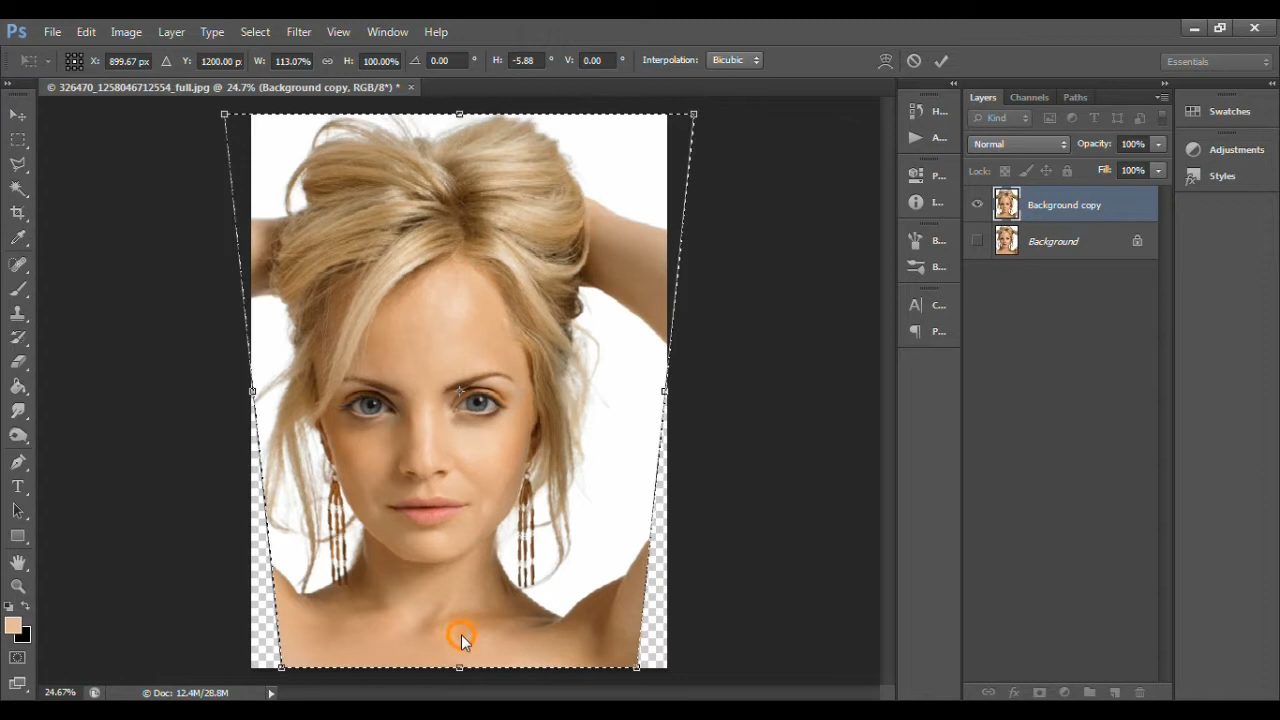 Ps File Edit Image Layer Type Select Filter View Window Help
X: 899.67 px Y: 1200.00 px W: 113.07% H: 100.00% 0.00 ° H: -5.88 ° V: 0.00 ° Interpolation: Bicubic Essentials
© 326470_1258046712554_full.jpg @ 24.7% (Background copy, RGB/8*) * ×
Layers Channels Paths
Kind
Normal Opacity: 100%
Lock: Fill: 100%
Background copy
Background
H...
A...
P...
I...
B...
B...
C...
P...
Swatches
Adjustments
Styles
24.67% © Doc: 12.4M/28.8M